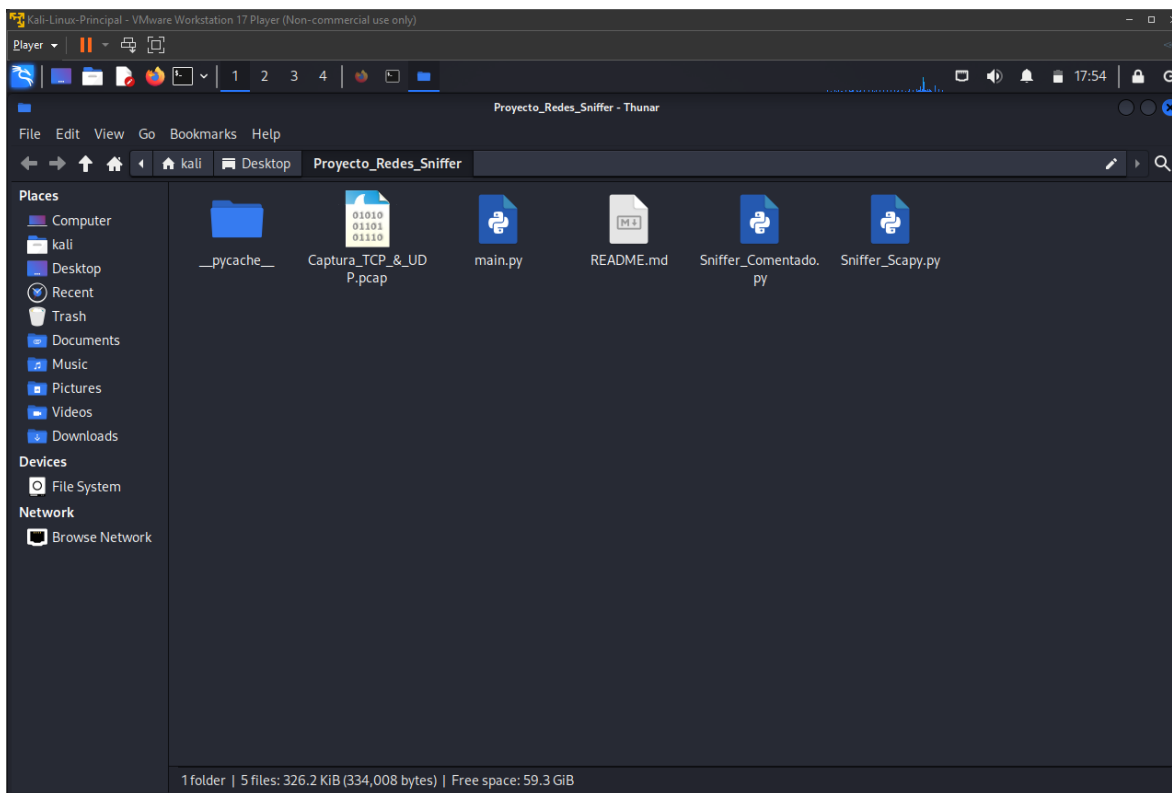 Kali-Linux-Principal - VMware Workstation 17 Player (Non-commercial use only)
Player
1 2 3 4 17:54
Proyecto_Redes_Sniffer - Thunar
File Edit View Go Bookmarks Help
kali Desktop Proyecto_Redes_Sniffer
Places
Computer
kali
Desktop
Recent
Trash
Documents
Music
Pictures
Videos
Downloads
Devices
File System
Network
Browse Network
01010
01101
01110
M
__pycache__
Captura_TCP_&_UD
P.pcap
main.py
README.md
Sniffer_Comentado.
py
Sniffer_Scapy.py
1 folder | 5 files: 326.2 KiB (334,008 bytes) | Free space: 59.3 GiB